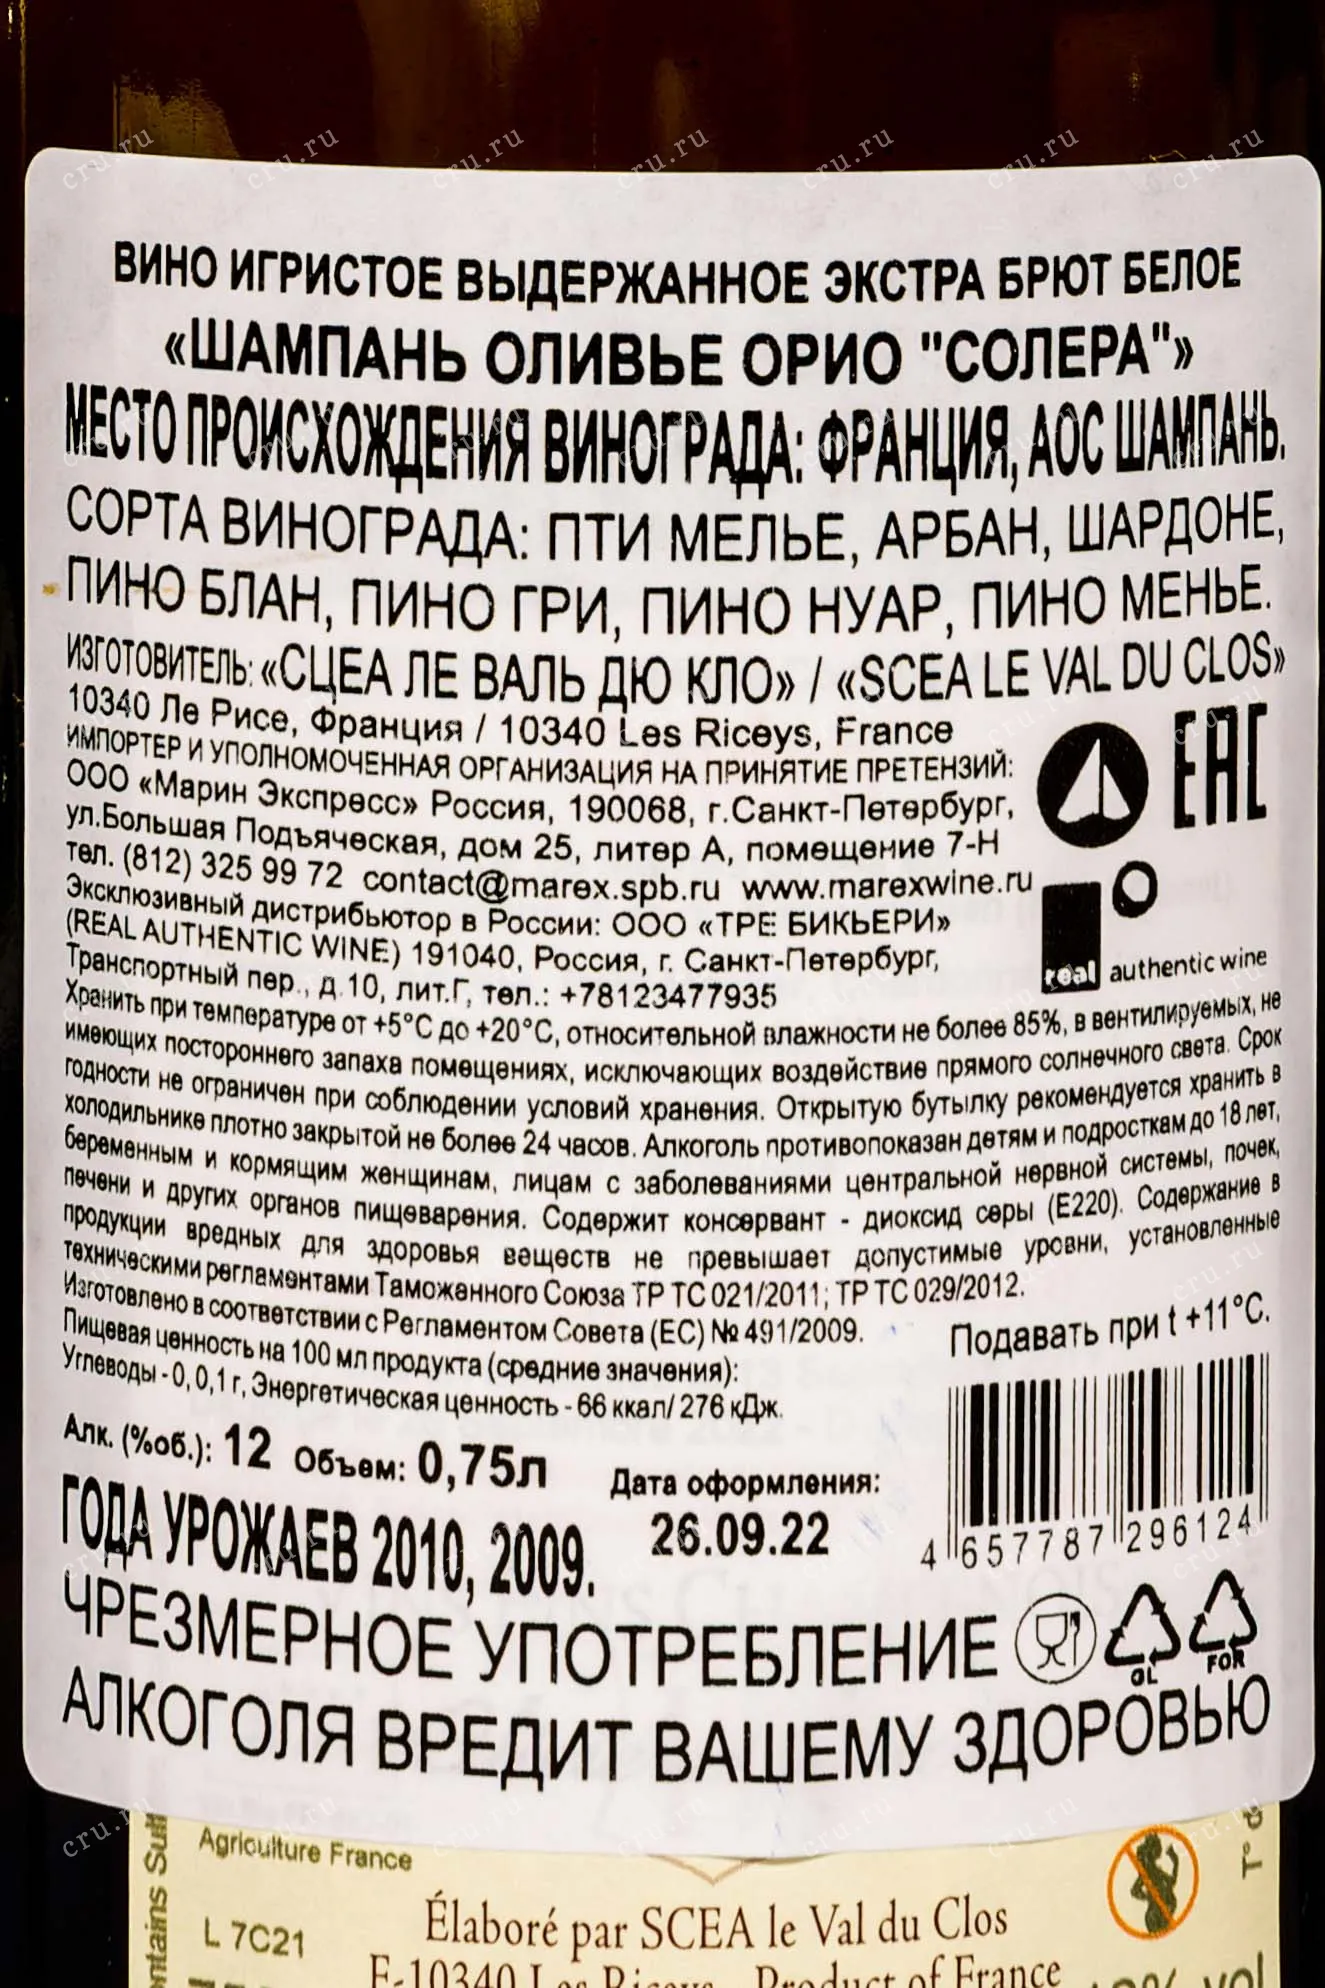 ВИНО ИГРИСТОЕ ВЫДЕРЖАННОЕ ЭКСТРА БРЮТ БЕЛОЕ
«ШАМПАНЬ ОЛИВЬЕ ОРИО "СОЛЕРА"»
МЕСТО ПРОИСХОЖДЕНИЯ ВИНОГРАДА: ФРАНЦИЯ, АОС ШАМПАНЬ.
СОРТА ВИНОГРАДА: ПТИ МЕЛЬЕ, АРБАН, ШАРДОНЕ,
ПИНО БЛАН, ПИНО ГРИ, ПИНО НУАР, ПИНО МЕНЬЕ.
ИЗГОТОВИТЕЛЬ: «СЦЕА ЛЕ ВАЛЬ ДЮ КЛО» / «SCEA LE VAL DU CLOS»
10340 Ле Рисе, Франция / 10340 Les Riceys, France
ИМПОРТЕР И УПОЛНОМОЧЕННАЯ ОРГАНИЗАЦИЯ НА ПРИНЯТИЕ ПРЕТЕНЗИЙ:
ООО «Марин Экспресс» Россия, 190068, г.Санкт-Петербург,
ул.Большая Подъяческая, дом 25, литер А, помещение 7-Н
тел. (812) 325 99 72 contact@marex.spb.ru www.marexwine.ru
EAC
Эксклюзивный дистрибьютор в России: ООО «ТРЕ БИКЬЕРИ»
(REAL AUTHENTIC WINE) 191040, Россия, г. Санкт-Петербург,
Транспортный пер., д.10, лит.Г, тел.: +78123477935
real authentic wine
Хранить при температуре от +5°С до +20°С, относительной влажности не более 85%, в вентилируемых, не
имеющих постороннего запаха помещениях, исключающих воздействие прямого солнечного света. Срок
годности не ограничен при соблюдении условий хранения. Открытую бутылку рекомендуется хранить в
холодильнике плотно закрытой не более 24 часов. Алкоголь противопоказан детям и подросткам до 18 лет,
беременным и кормящим женщинам, лицам с заболеваниями центральной нервной системы, почек,
печени и других органов пищеварения. Содержит консервант - диоксид серы (Е220). Содержание в
продукции вредных для здоровья веществ не превышает допустимые уровни, установленные
техническими регламентами Таможенного Союза ТР ТС 021/2011; ТР ТС 029/2012.
Изготовлено в соответствии с Регламентом Совета (ЕС) № 491/2009.
Пищевая ценность на 100 мл продукта (средние значения):
Углеводы - 0, 0,1 г, Энергетическая ценность - 66 ккал/ 276 кДж.
Подавать при t +11°С.
Алк. (%об.): 12 Объем: 0,75л
Дата оформления:
26.09.22
4 657787 296124
ГОДА УРОЖАЕВ 2010, 2009.
GL
FOR
ЧРЕЗМЕРНОЕ УПОТРЕБЛЕНИЕ
АЛКОГОЛЯ ВРЕДИТ ВАШЕМУ ЗДОРОВЬЮ
Agriculture France
L 7C21
Élaboré par SCEA le Val du Clos
F-10340 Les Riceys Product of France
cru.ru